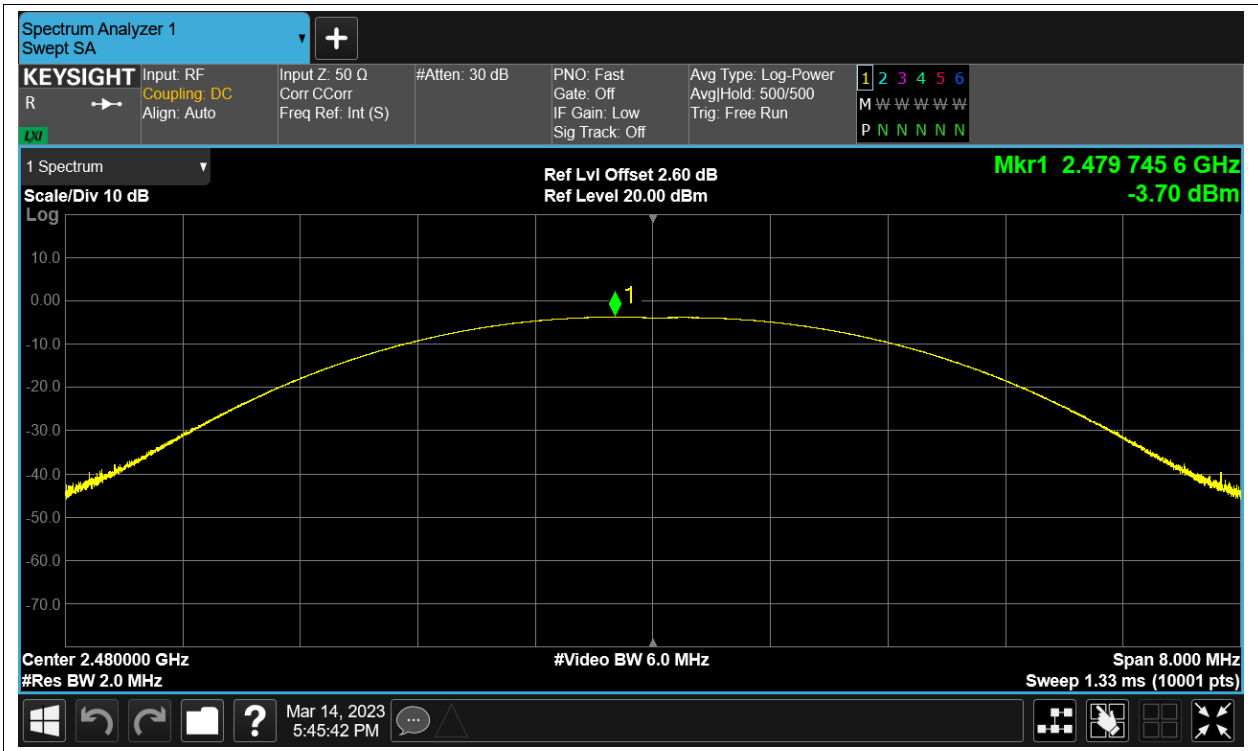 Spectrum Analyzer 1
Swept SA
KEYSIGHT
R
LXI
Input: RF
Coupling: DC
Align: Auto
Input Z: 50 Ω
Corr CCorr
Freq Ref: Int (S)
#Atten: 30 dB
PNO: Fast
Gate: Off
IF Gain: Low
Sig Track: Off
Avg Type: Log-Power
Avg|Hold: 500/500
Trig: Free Run
1 2 3 4 5 6
M W W W W W
P N N N N N
1 Spectrum
Scale/Div 10 dB
Log
Ref Lvl Offset 2.60 dB
Ref Level 20.00 dBm
Mkr1 2.479 745 6 GHz
-3.70 dBm
10.0
0.00
-10.0
-20.0
-30.0
-40.0
-50.0
-60.0
-70.0
1
Center 2.480000 GHz
#Res BW 2.0 MHz
#Video BW 6.0 MHz
Span 8.000 MHz
Sweep 1.33 ms (10001 pts)
?
Mar 14, 2023
5:45:42 PM